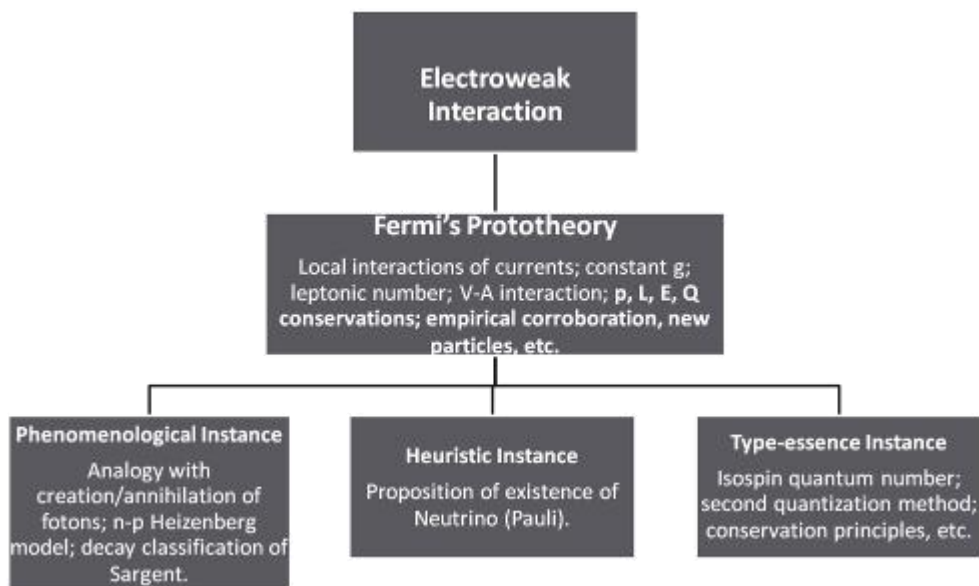 Electroweak
Interaction
Fermi's Prototheory
Local interactions of currents; constant g;
leptonic number; V-A interaction; p, L, E, Q
conservations; empirical corroboration, new
particles, etc.
Phenomenological Instance
Analogy with
creation/annihilation of
fotons; n-p Heizenberg
model; decay classification of
Sargent.
Heuristic Instance
Proposition of existence of
Neutrino (Pauli).
Type-essence Instance
Isospin quantum number;
second quantization method;
conservation principles, etc.